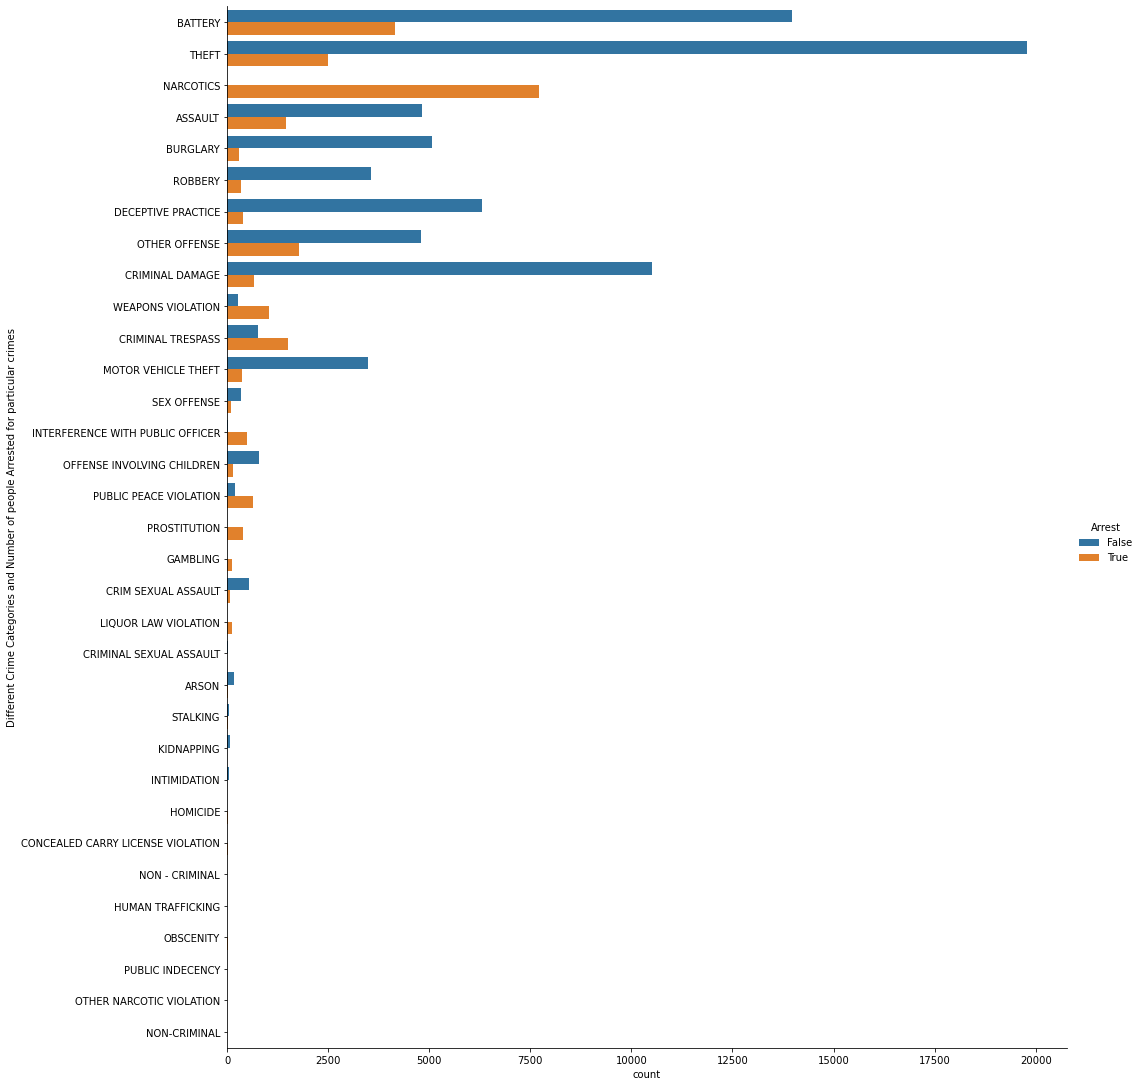 BATTERY
THEFT
NARCOTICS
ASSAULT
BURGLARY
ROBBERY
DECEPTIVE PRACTICE
OTHER OFFENSE
CRIMINAL DAMAGE
WEAPONS VIOLATION
CRIMINAL TRESPASS
MOTOR VEHICLE THEFT
SEX OFFENSE
INTERFERENCE WITH PUBLIC OFFICER
OFFENSE INVOLVING CHILDREN
PUBLIC PEACE VIOLATION
PROSTITUTION
GAMBLING
CRIM SEXUAL ASSAULT
LIQUOR LAW VIOLATION
CRIMINAL SEXUAL ASSAULT
ARSON
STALKING
KIDNAPPING
INTIMIDATION
HOMICIDE
CONCEALED CARRY LICENSE VIOLATION
NON - CRIMINAL
HUMAN TRAFFICKING
OBSCENITY
PUBLIC INDECENCY
OTHER NARCOTIC VIOLATION
NON-CRIMINAL
Different Crime Categories and Number of people Arrested for particular crimes
0 2500 5000 7500 10000 12500 15000 17500 20000
count
Arrest
False
True